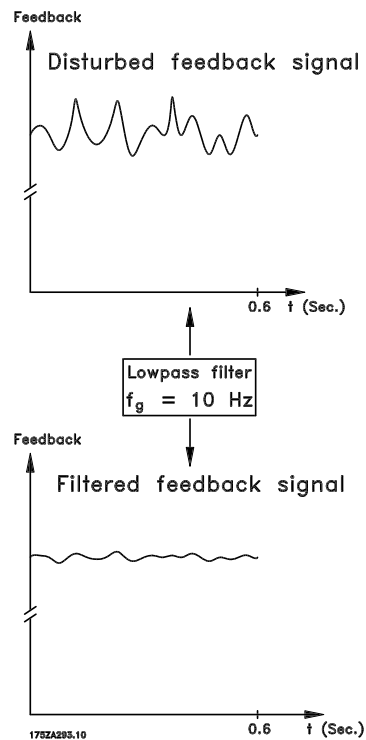 Feedback
Disturbed feedback signal
0.6 t (Sec.)
Lowpass filter
fg = 10 Hz
Feedback
Filtered feedback signal
0.6 t (Sec.)
175ZA293.10